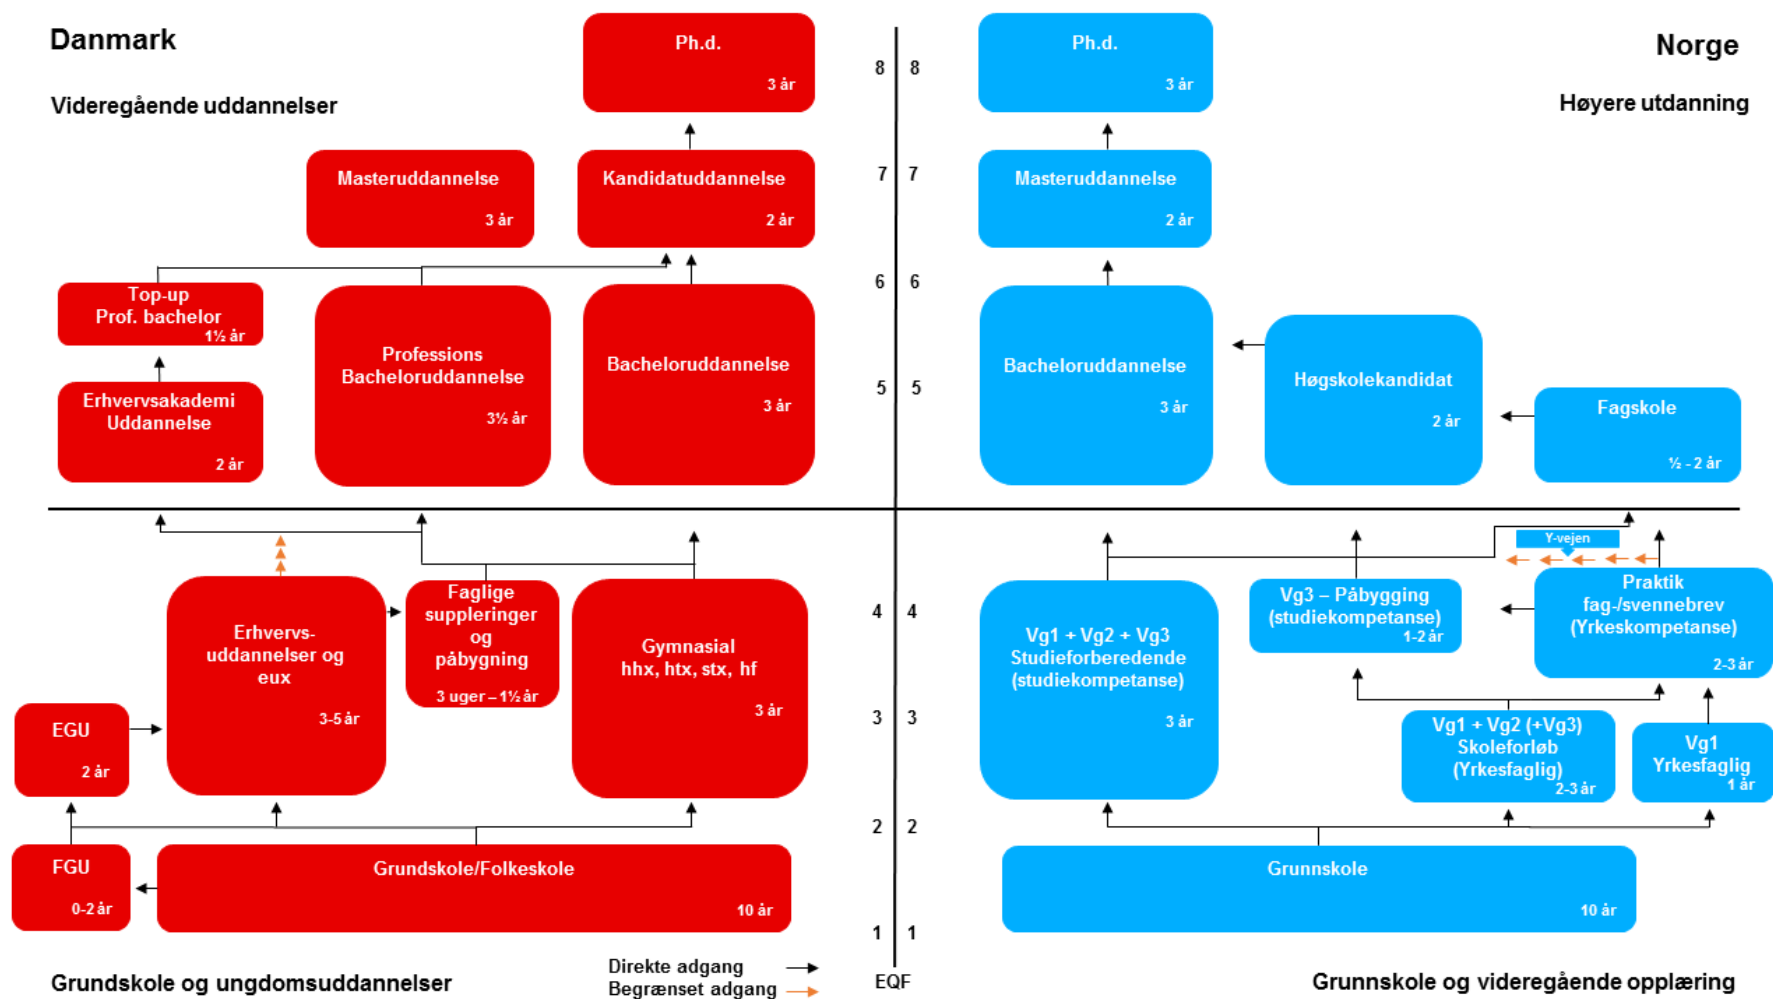 Danmark
Videregående uddannelser
Ph.d.
3 år
Masteruddannelse
3 år
Kandidatuddannelse
2 år
Top-up
Prof. bachelor
1½ år
Erhvervsakademi
Uddannelse
2 år
Professions
Bacheloruddannelse
3½ år
Bacheloruddannelse
3 år
Erhvervs-
uddannelser og
eux
3-5 år
Faglige
suppleringer
og
påbygning
3 uger – 1½ år
Gymnasial
hhx, htx, stx, hf
3 år
EGU
2 år
FGU
0-2 år
Grundskole/Folkeskole
10 år
Grundskole og ungdomsuddannelser
Direkte adgang
Begrænset adgang
8 8
7 7
6 6
5 5
4 4
3 3
2 2
1 1
EQF
Norge
Høyere utdanning
Ph.d.
3 år
Masteruddannelse
2 år
Bacheloruddannelse
3 år
Høgskolekandidat
2 år
Fagskole
½ - 2 år
Y-vejen
Vg1 + Vg2 + Vg3
Studieforberedende
(studiekompetanse)
3 år
Vg3 – Påbygging
(studiekompetanse)
1-2 år
Praktik
fag-/svennebrev
(Yrkeskompetanse)
2-3 år
Vg1 + Vg2 (+Vg3)
Skoleforløb
(Yrkesfaglig)
2-3 år
Vg1
Yrkesfaglig
1 år
Grunnskole
10 år
Grunnskole og videregående opplæring